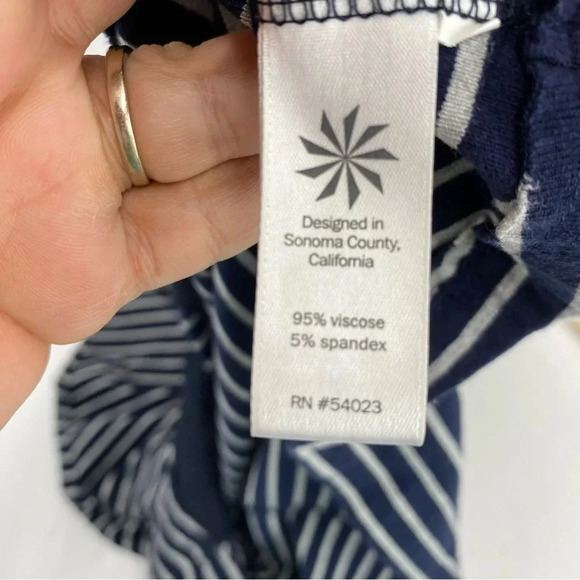 Designed in
Sonoma County,
California
95% viscose
5% spandex
RN #54023